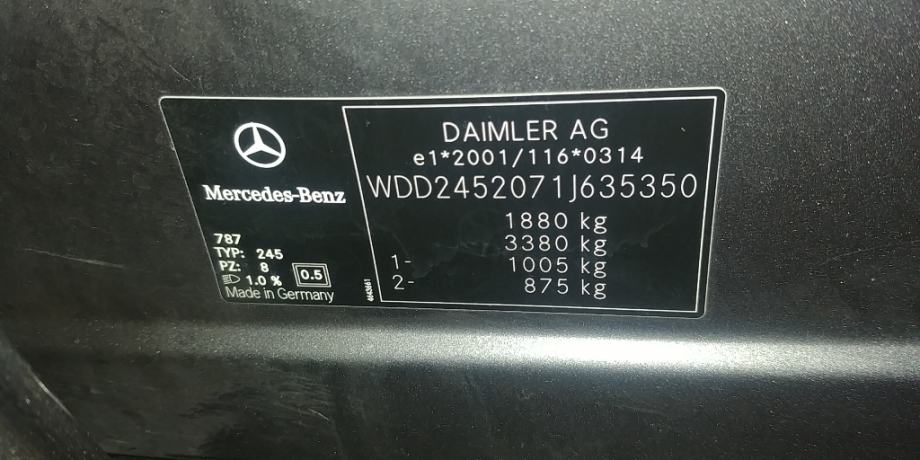 Mercedes-Benz
787
TYP: 245
PZ: 8
1.0 %
0.5
Made in Germany
4643661
DAIMLER AG
e1*2001/116*0314
WDD2452071J635350
1880 kg
3380 kg
1- 1005 kg
2- 875 kg